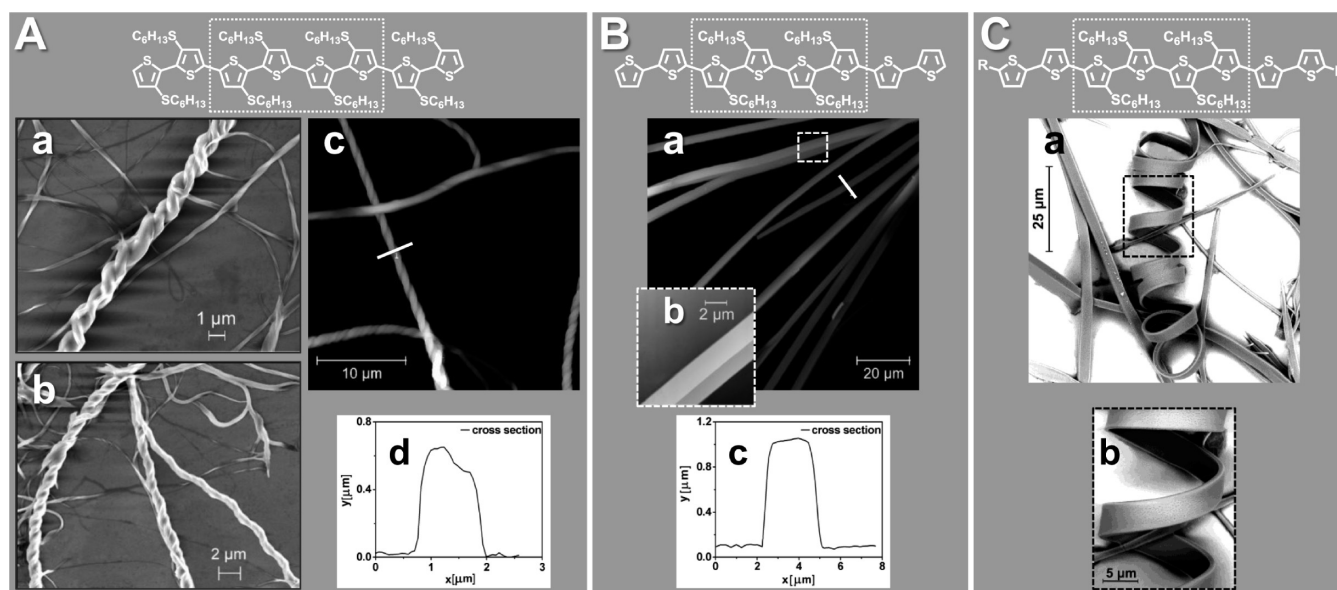 A
C6H13S C6H13S C6H13S C6H13S
S S S S
S S S S
SC6H13 SC6H13 SC6H13 SC6H13
a
1 µm
b
2 µm
c
10 µm
d
cross section
0.8
0.4
0.0
y[µm]
0 1 2 3
x[µm]
B
C6H13S C6H13S
S S S S
S S S S
SC6H13 SC6H13
a
20 µm
b
2 µm
c
cross section
1.2
0.8
0.4
0.0
y[µm]
0 2 4 6 8
x[µm]
C
C6H13S C6H13S
R S S S S
S S S S
SC6H13 SC6H13
a
25 µm
b
5 µm